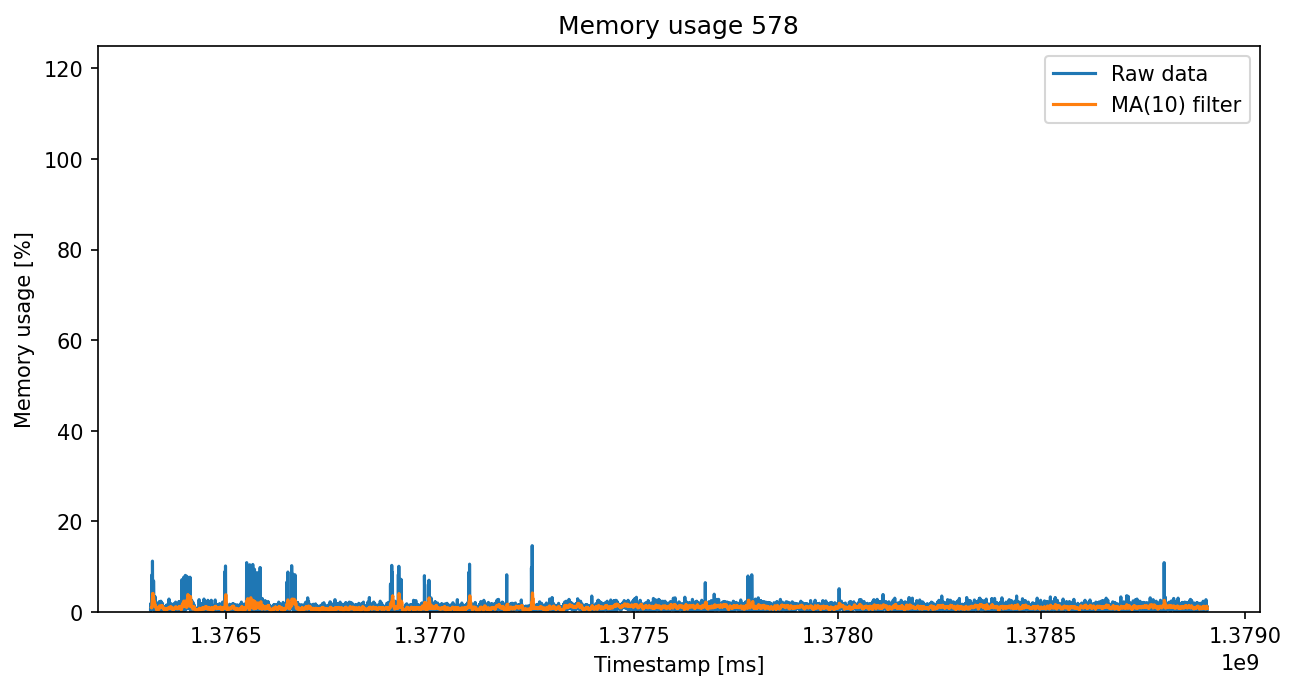 Memory usage 578
Raw data
MA(10) filter
Memory usage [%]
120
100
80
60
40
20
0
1.3765 1.3770 1.3775 1.3780 1.3785 1.3790
1e9
Timestamp [ms]